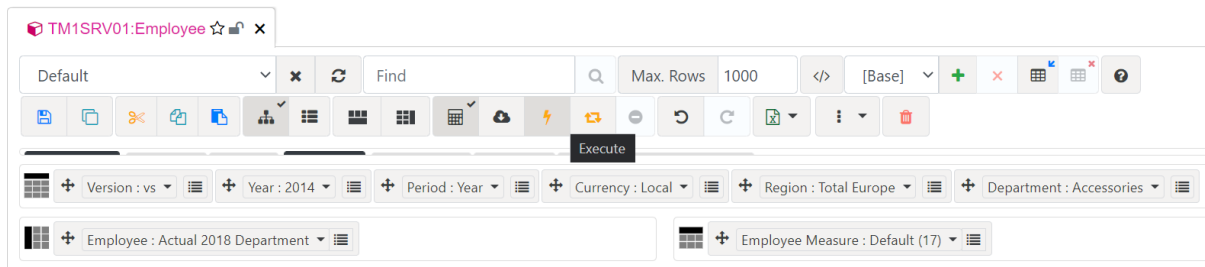 TM1SRV01:Employee
Default Find Max. Rows 1000 </> [Base]
Execute
Version : vs Year : 2014 Period : Year Currency : Local Region : Total Europe Department : Accessories
Employee : Actual 2018 Department Employee Measure : Default (17)